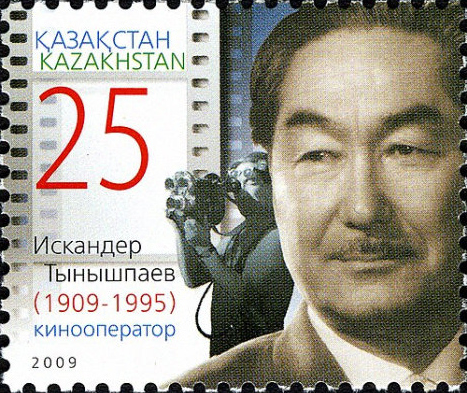 ҚАЗАҚСТАН
KAZAKHSTAN
25
Искандер
Тынышпаев
(1909-1995)
кинооператор
2009